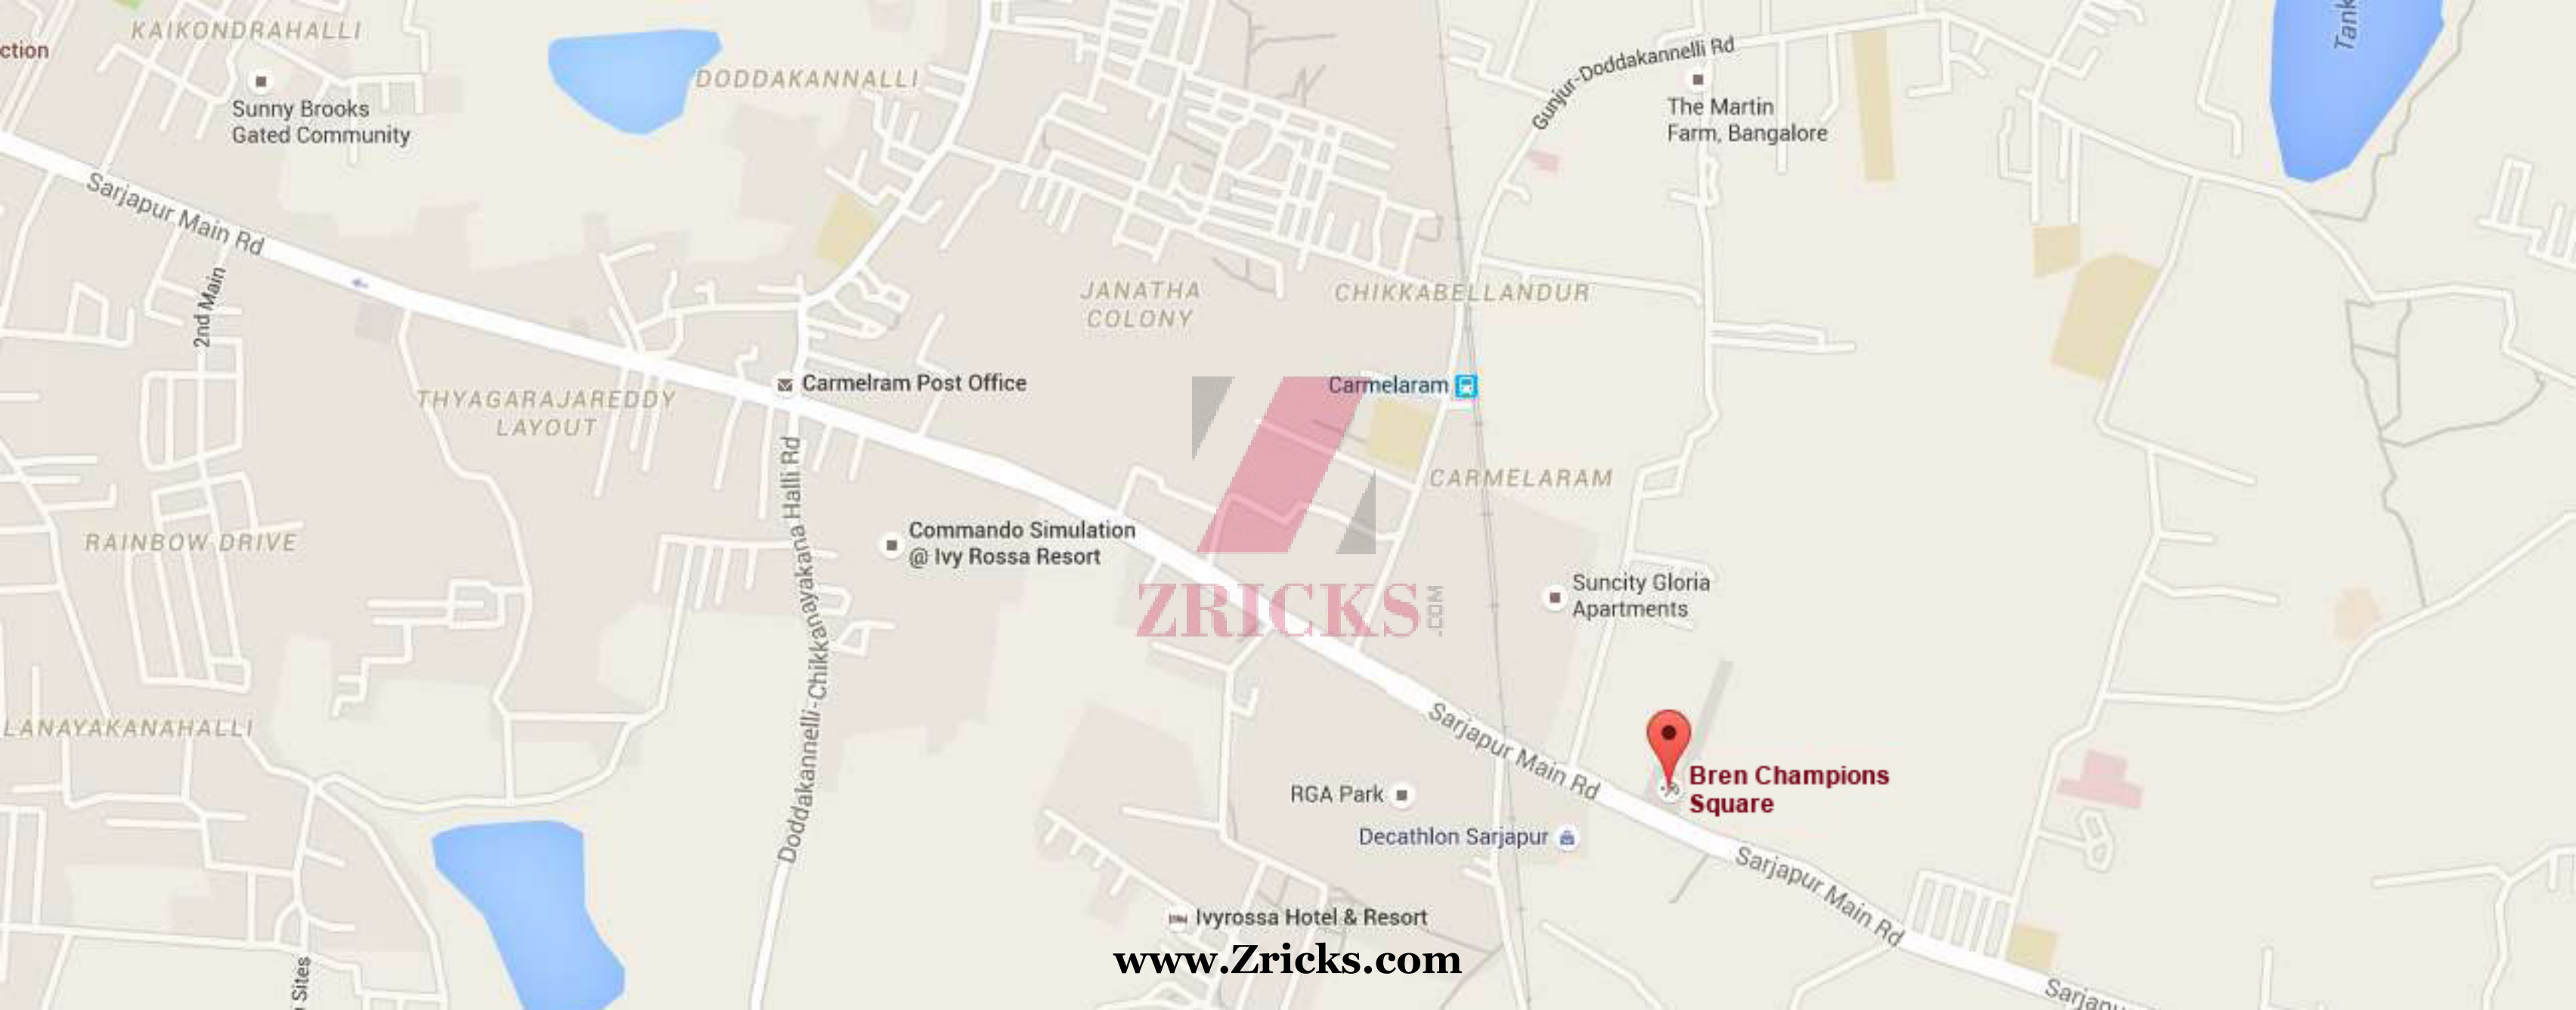 KAIKONDRAHALLI
ction
Sunny Brooks
Gated Community
DODDAKANNALLI
Gunjur-Doddakannelli Rd
The Martin
Farm, Bangalore
Tank
Sarjapur Main Rd
2nd Main
JANATHA
COLONY
CHIKKABELLANDUR
Carmelram Post Office
Carmelaram
THYAGARAJAREDDY
LAYOUT
CARMELARAM
Doddakannelli-Chikkanayakana Halli Rd
RAINBOW DRIVE
Commando Simulation
@ Ivy Rossa Resort
ZRICKS.COM
Suncity Gloria
Apartments
LANAYAKANAHALLI
Sarjapur Main Rd
Bren Champions
Square
RGA Park
Decathlon Sarjapur
Sarjapur Main Rd
Ivyrossa Hotel & Resort
www.Zricks.com
Sites
Sarjapu